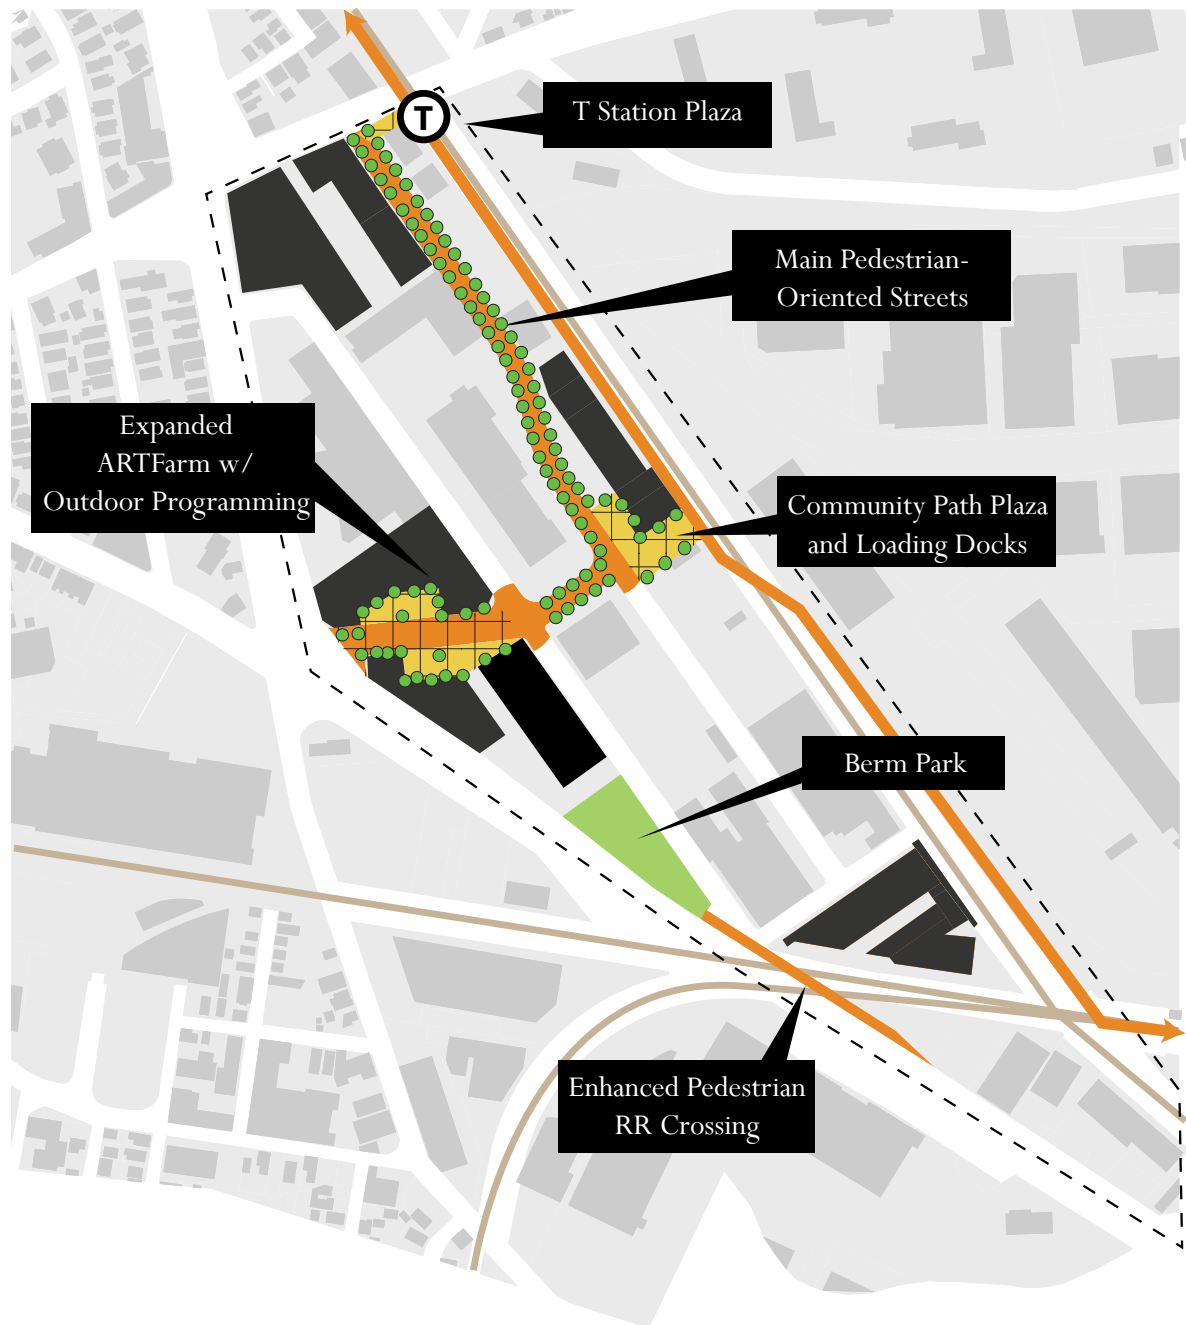 T
T Station Plaza
Main Pedestrian-
Oriented Streets
Expanded
ARTFarm w/
Outdoor Programming
Community Path Plaza
and Loading Docks
Berm Park
Enhanced Pedestrian
RR Crossing